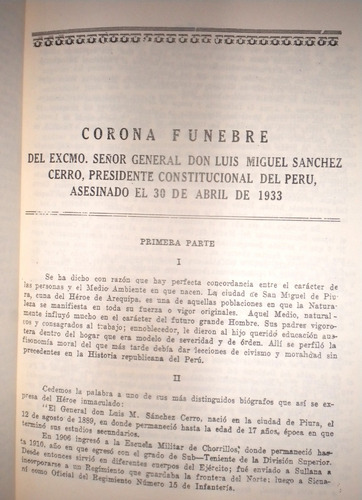 CORONA FUNEBRE
DEL EXCMO. SEÑOR GENERAL DON LUIS MIGUEL SANCHEZ
CERRO, PRESIDENTE CONSTITUCIONAL DEL PERU,
ASESINADO EL 30 DE ABRIL DE 1933
PRIMERA PARTE
I
Se ha dicho con razón que hay perfecta concordancia entre el carácter de
las personas y el Medio Ambiente en que nacen. La ciudad de San Miguel de Piu-
ra, cuna del Héroe de Arequipa, es una de aquellas poblaciones en que la Natura-
leza se manifiesta en toda su fuerza o vigor originales. Aquel Medio, natural-
mente influyó mucho en el carácter del futuro grande Hombre. Sus padres vigoro-
sos y consagrados al trabajo; ennoblecieder, le dieron al hijo querido educación aus-
tera dentro del hogar que era modelo de severidad y de órden. Allí se perfiló la
fisonomía moral del que más tarde debía dar lecciones de civismo y moralidad sin
precedentes en la Historia republicana del Perú.
II
Cedemos la palabra a uno de sus más distinguidos biógrafos que así se ex-
presa del Héroe inmaculado:
"El General don Luis M. Sánchez Cerro, nació en la ciudad de Piura, el
12 de agosto de 1889, en donde permaneció hasta la edad de 17 años, época en que
terminó sus estudios secundarios.
En 1906 ingresó a la Escuela Militar de Chorrillos, donde permaneció has-
ta 1910, año en que egresó con el grado de Sub-Teniente de la División Superior.
Desde entonces sirvió en diferentes cuerpos del Ejército; fué enviado a Sullana a
incorporarse a un Regimiento que guardaba la frontera del Norte; luego a Sicua-
ni como Oficial del Regimiento Número 15 de Infantería.